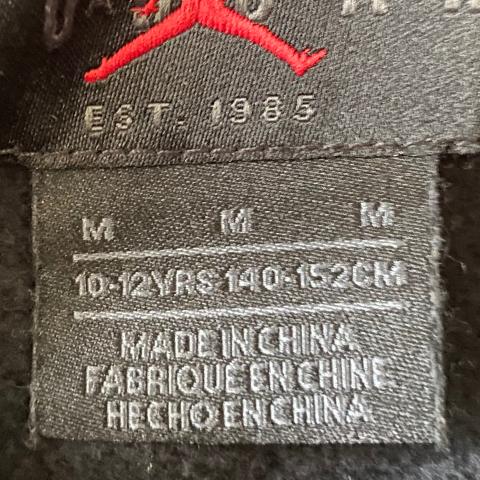 EST. 1985
M M M
10-12YRS 140-152CM
MADE IN CHINA
FABRIQUE EN CHINE
HECHO EN CHINA